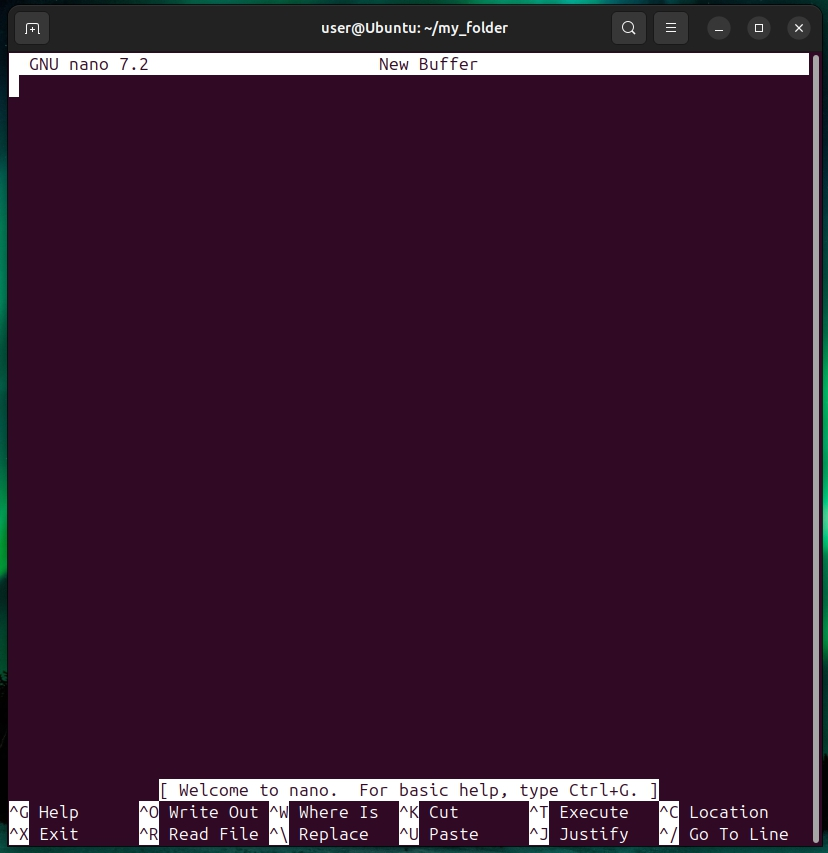 user@Ubuntu: ~/my_folder
GNU nano 7.2 New Buffer
[ Welcome to nano. For basic help, type Ctrl+G. ]
^G Help ^O Write Out ^W Where Is ^K Cut ^T Execute ^C Location
^X Exit ^R Read File ^\ Replace ^U Paste ^J Justify ^/ Go To Line